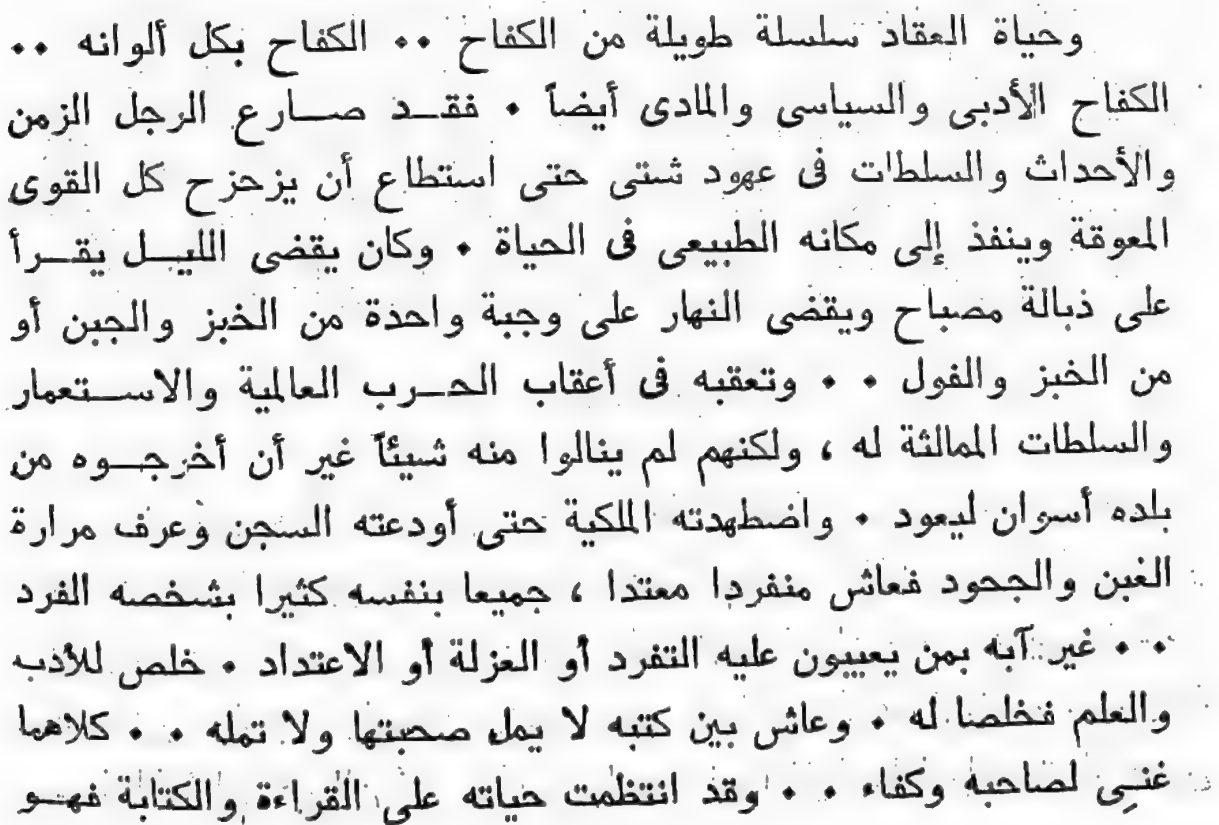 وحياة العقاد سلسلة طويلة من الكفاح .. الكفاح بكل ألوانه ..
الكفاح الأدبى والسياسى والمادى أيضاً . فقد صارع الرجل الزمن
والأحداث والسلطات فى عهود شتى حتى استطاع أن يزحزح كل القوى
المعوقة وينفذ إلى مكانه الطبيعى فى الحياة . وكان يقضى الليل يقرأ
على ذبالة مصباح ويقضى النهار على وجبة واحدة من الخبز والجبن أو
من الخبز والفول . . وتعقبه فى أعقاب الحرب العالمية والاستعمار
والسلطات المالئة له ، ولكنهم لم ينالوا منه شيئاً غير أن أخرجوه من
بلده أسوان ليعود . واضطهدته الملكية حتى أودعته السجن وعرف مرارة
الغبن والجحود فعاش منفردا معتدا ، جميعا بنفسه كثيرا بشخصه الفرد
. . غير آبه بمن يعيبون عليه التفرد أو العزلة أو الاعتداد . خلص للأدب
والعلم فخلصا له . وعاش بين كتبه لا يمل صحبتها ولا تمله . . كلاهما
غنى لصاحبه وكفاء . . وقد انتظمت حياته على القراءة والكتابة فهو